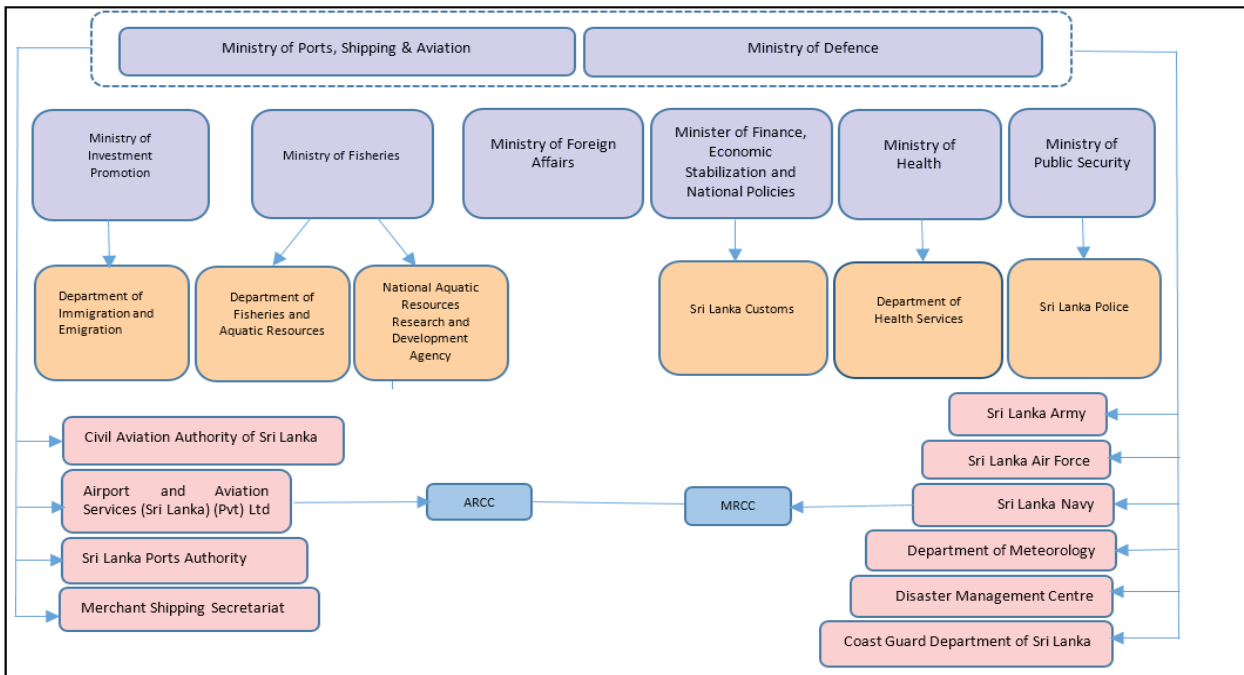 Ministry of Ports, Shipping & Aviation
Ministry of Defence
Ministry of
Investment
Promotion
Ministry of Fisheries
Ministry of Foreign
Affairs
Minister of Finance,
Economic
Stabilization and
National Policies
Ministry of
Health
Ministry of
Public Security
Department of
Immigration and
Emigration
Department of
Fisheries and
Aquatic Resources
National Aquatic
Resources
Research and
Development
Agency
Sri Lanka Customs
Department of
Health Services
Sri Lanka Police
Civil Aviation Authority of Sri Lanka
Airport and Aviation
Services (Sri Lanka) (Pvt) Ltd
Sri Lanka Ports Authority
Merchant Shipping Secretariat
ARCC
MRCC
Sri Lanka Army
Sri Lanka Air Force
Sri Lanka Navy
Department of Meteorology
Disaster Management Centre
Coast Guard Department of Sri Lanka